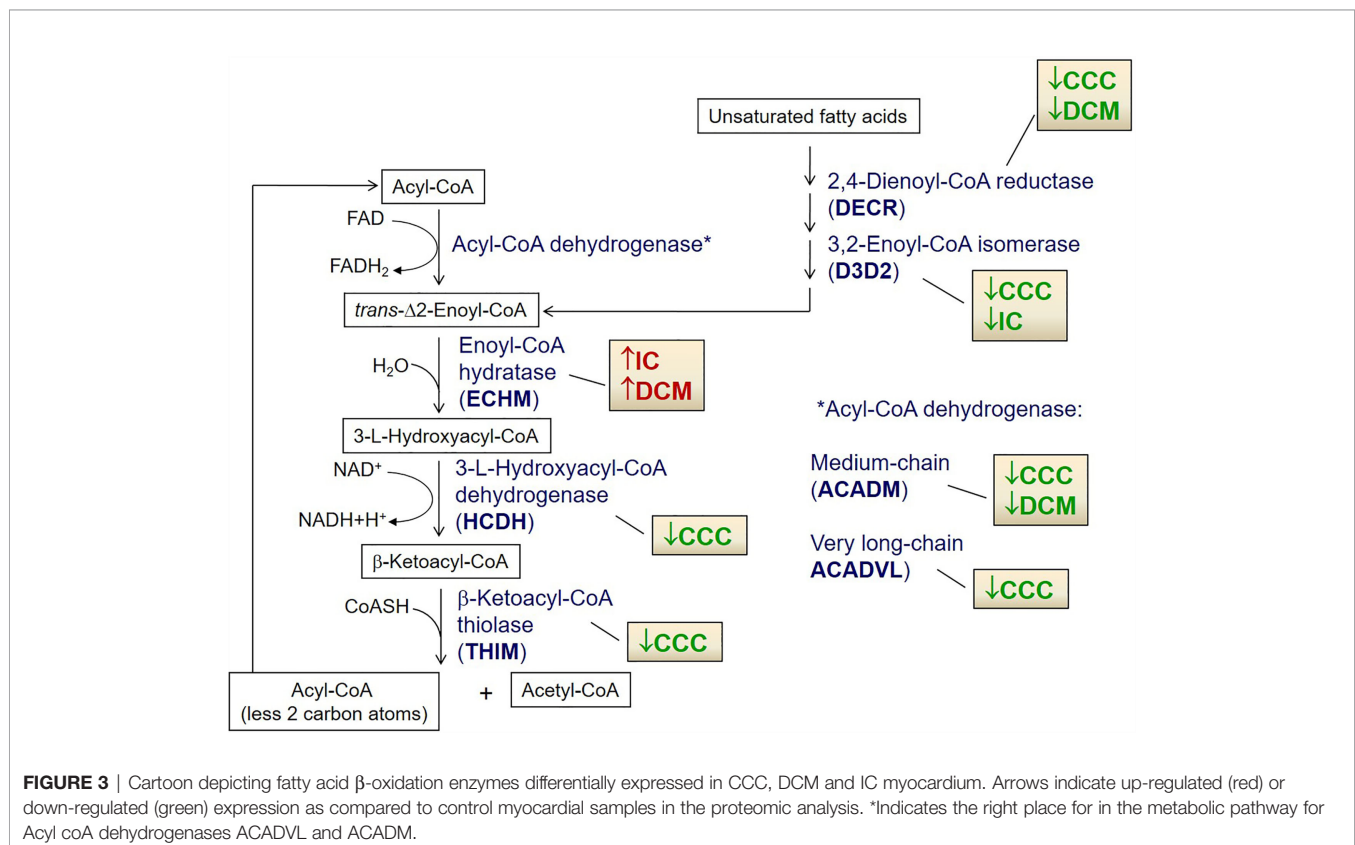 ↓CCC
↓DCM
Unsaturated fatty acids
2,4-Dienoyl-CoA reductase
(DECR)
3,2-Enoyl-CoA isomerase
(D3D2)
↓CCC
↓IC
Acyl-CoA
FAD
FADH₂
Acyl-CoA dehydrogenase*
trans-Δ2-Enoyl-CoA
H₂O
Enoyl-CoA
hydratase
(ECHM)
↑IC
↑DCM
3-L-Hydroxyacyl-CoA
NAD⁺
NADH+H⁺
3-L-Hydroxyacyl-CoA
dehydrogenase
(HCDH)
↓CCC
β-Ketoacyl-CoA
CoASH
β-Ketoacyl-CoA
thiolase
(THIM)
↓CCC
Acyl-CoA
(less 2 carbon atoms)
+
Acetyl-CoA
*Acyl-CoA dehydrogenase:
Medium-chain
(ACADM)
↓CCC
↓DCM
Very long-chain
ACADVL)
↓CCC
FIGURE 3 | Cartoon depicting fatty acid β-oxidation enzymes differentially expressed in CCC, DCM and IC myocardium. Arrows indicate up-regulated (red) or
down-regulated (green) expression as compared to control myocardial samples in the proteomic analysis. *Indicates the right place for in the metabolic pathway for
Acyl coA dehydrogenases ACADVL and ACADM.